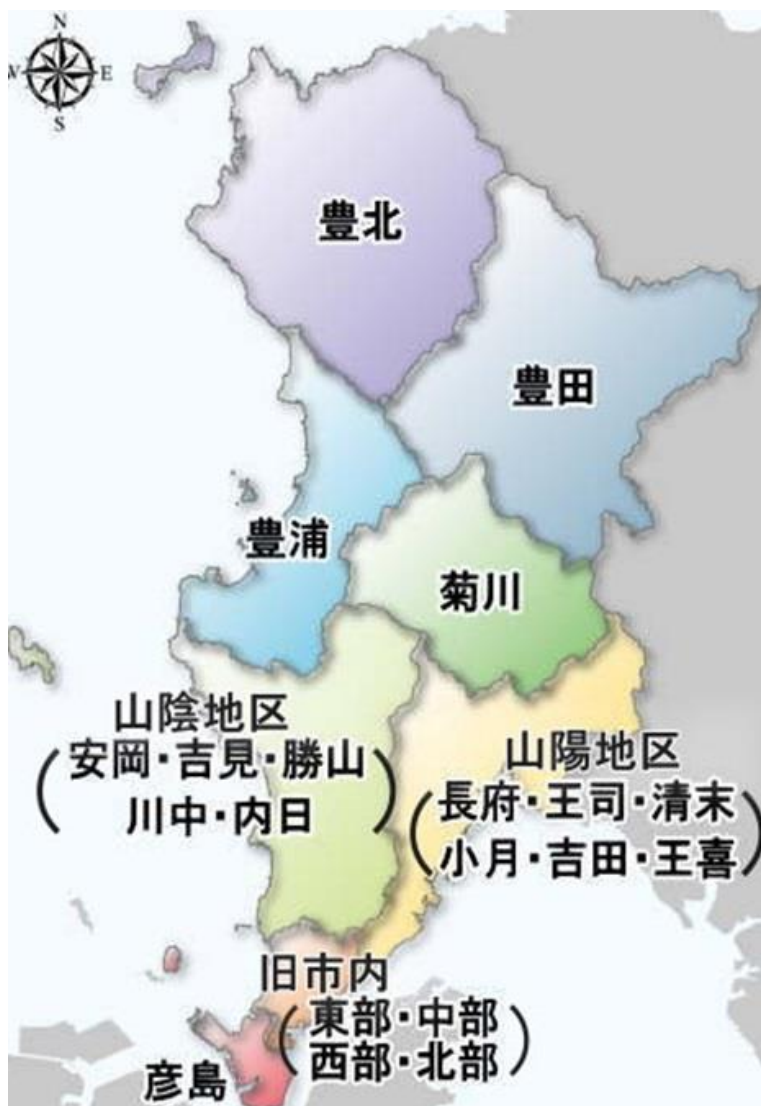 N
W E
S
豊北
豊田
豊浦
菊川
山陰地区
(安岡・吉見・勝山
川中・内日)
山陽地区
(長府・王司・清末
小月・吉田・王喜)
旧市内
(東部・中部
西部・北部)
彦島